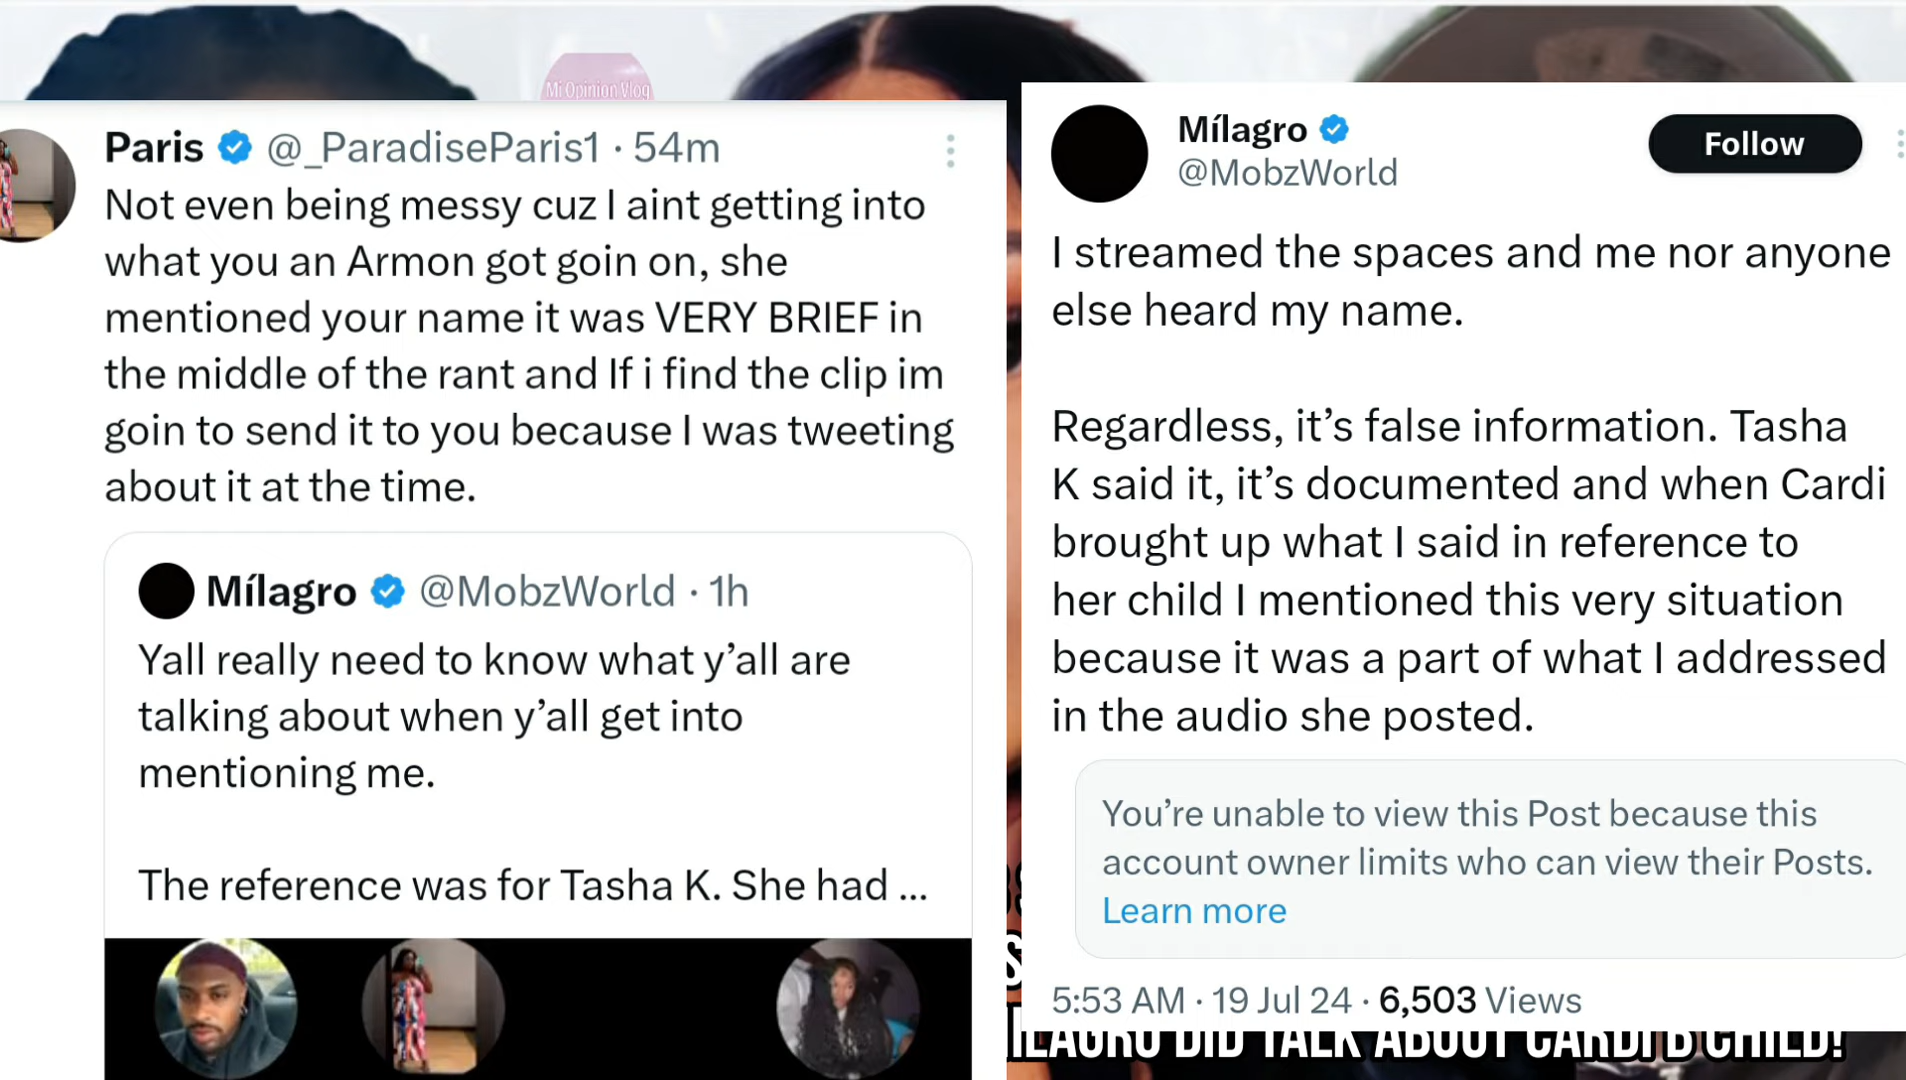 Mi Opinion Vlog
Paris @_ParadiseParis1 · 54m
Not even being messy cuz I aint getting into
what you an Armon got goin on, she
mentioned your name it was VERY BRIEF in
the middle of the rant and If i find the clip im
goin to send it to you because I was tweeting
about it at the time.
Mílagro @MobzWorld · 1h
Yall really need to know what y’all are
talking about when y’all get into
mentioning me.
The reference was for Tasha K. She had ...
Mílagro
@MobzWorld
Follow
I streamed the spaces and me nor anyone
else heard my name.
Regardless, it’s false information. Tasha
K said it, it’s documented and when Cardi
brought up what I said in reference to
her child I mentioned this very situation
because it was a part of what I addressed
in the audio she posted.
You’re unable to view this Post because this
account owner limits who can view their Posts.
Learn more
5:53 AM · 19 Jul 24 · 6,503 Views
ILAGRO DID TALK ABOUT CARDI B CHILD!